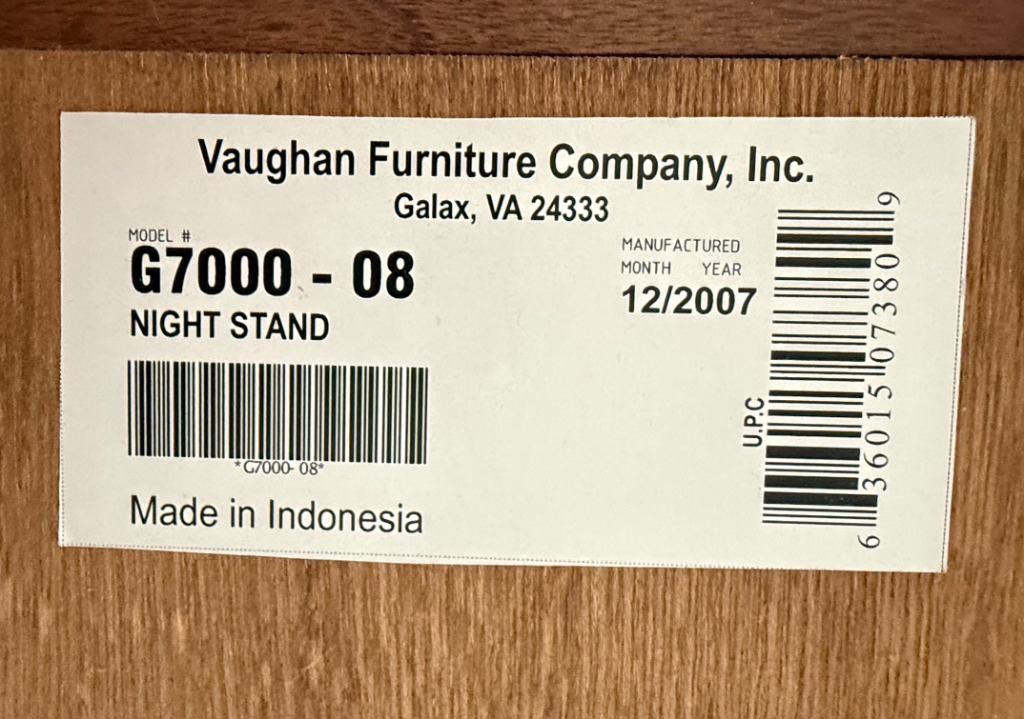 Vaughan Furniture Company, Inc.
Galax, VA 24333
MODEL #
G7000 - 08
NIGHT STAND
*G7000- 08*
Made in Indonesia
MANUFACTURED
MONTH YEAR
12/2007
U.P.C
6 36015 07380 9